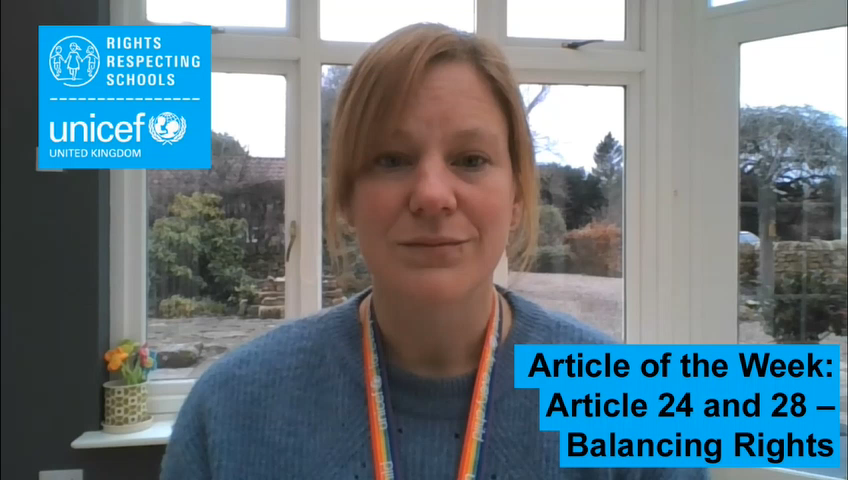 RIGHTS
RESPECTING
SCHOOLS
unicef
UNITED KINGDOM
Article of the Week:
Article 24 and 28 –
Balancing Rights